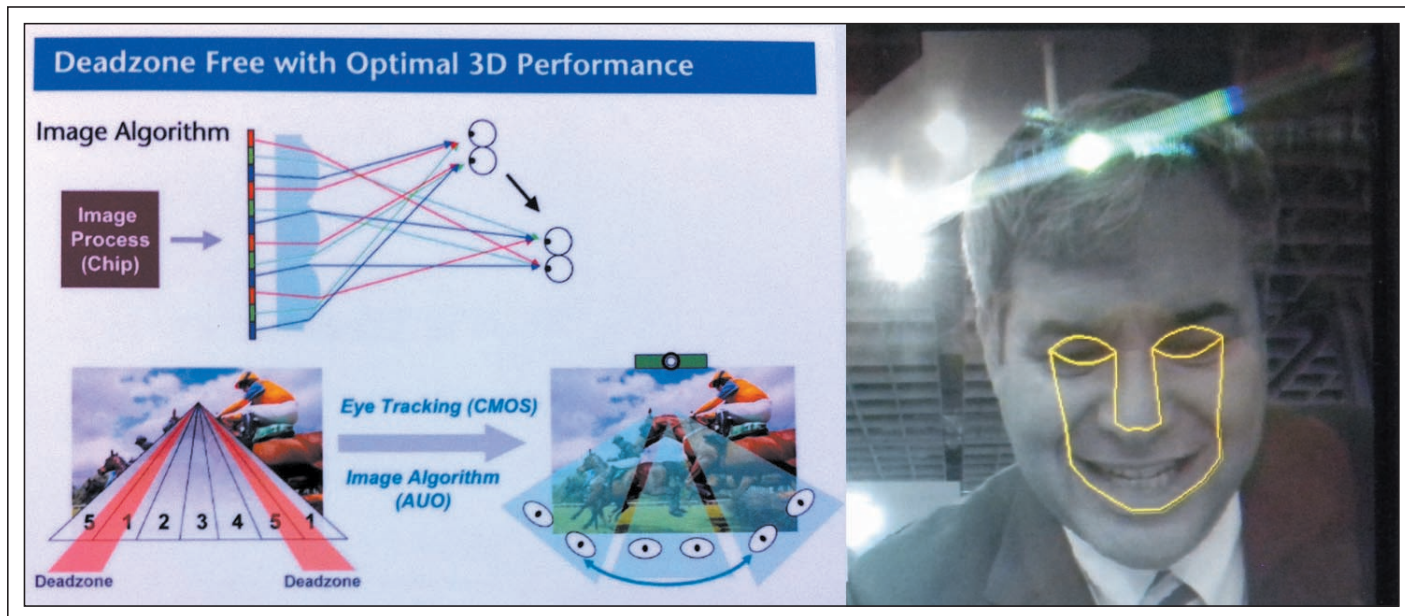 Deadzone Free with Optimal 3D Performance
Image Algorithm
Image
Process
(Chip)
Eye Tracking (CMOS)
Image Algorithm
(AUO)
5 1 2 3 4 5 1
Deadzone
Deadzone